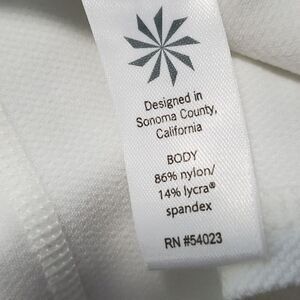 Designed in
Sonoma County,
California
BODY
86% nylon/
14% lycra®
spandex
RN #54023